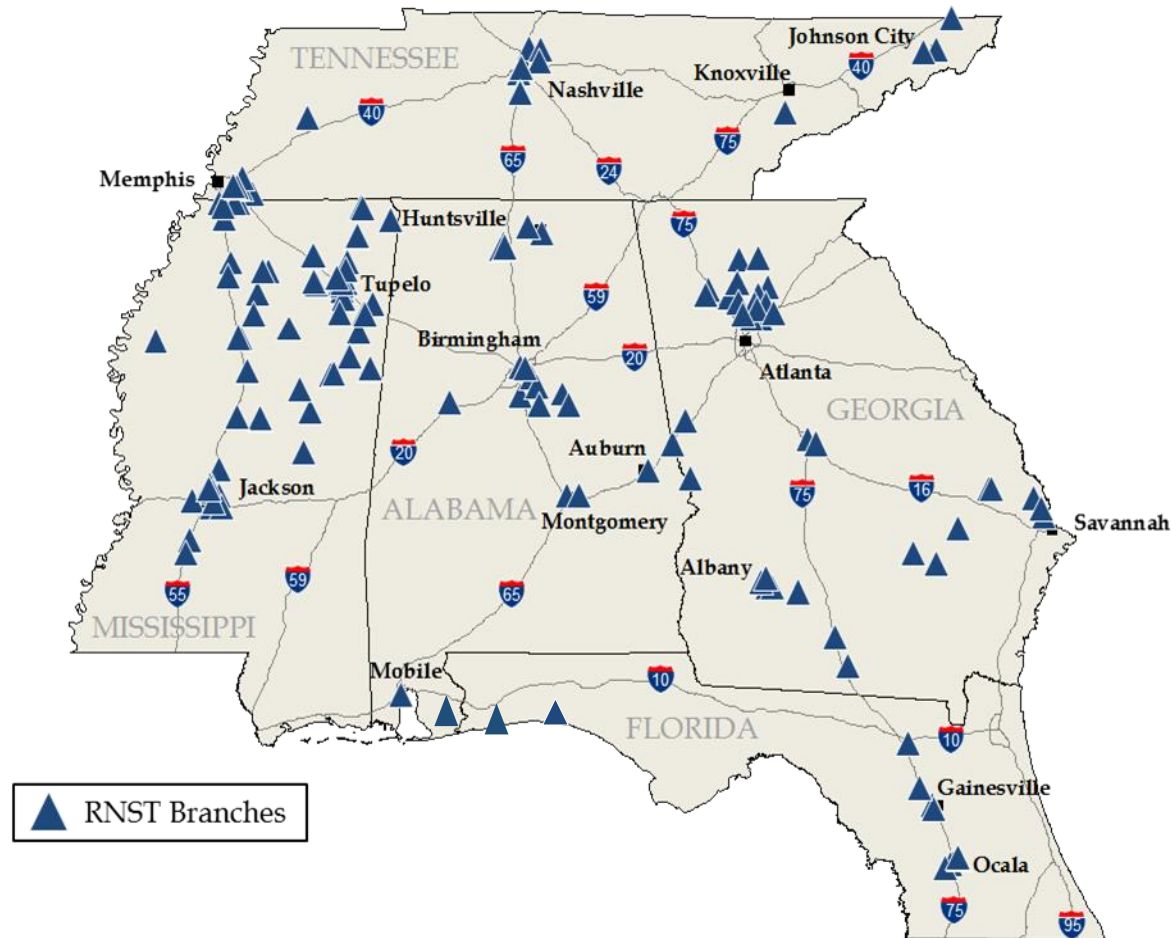 Johnson City
TENNESSEE
40
Knoxville
Nashville
40
75
65
24
Memphis
Huntsville
75
Tupelo
59
Birmingham
20
Atlanta
GEORGIA
Auburn
20
Jackson
75
16
ALABAMA
Montgomery
Savannah
Albany
59
55
65
MISSISSIPPI
Mobile
10
FLORIDA
10
Gainesville
RNST Branches
Ocala
75
95